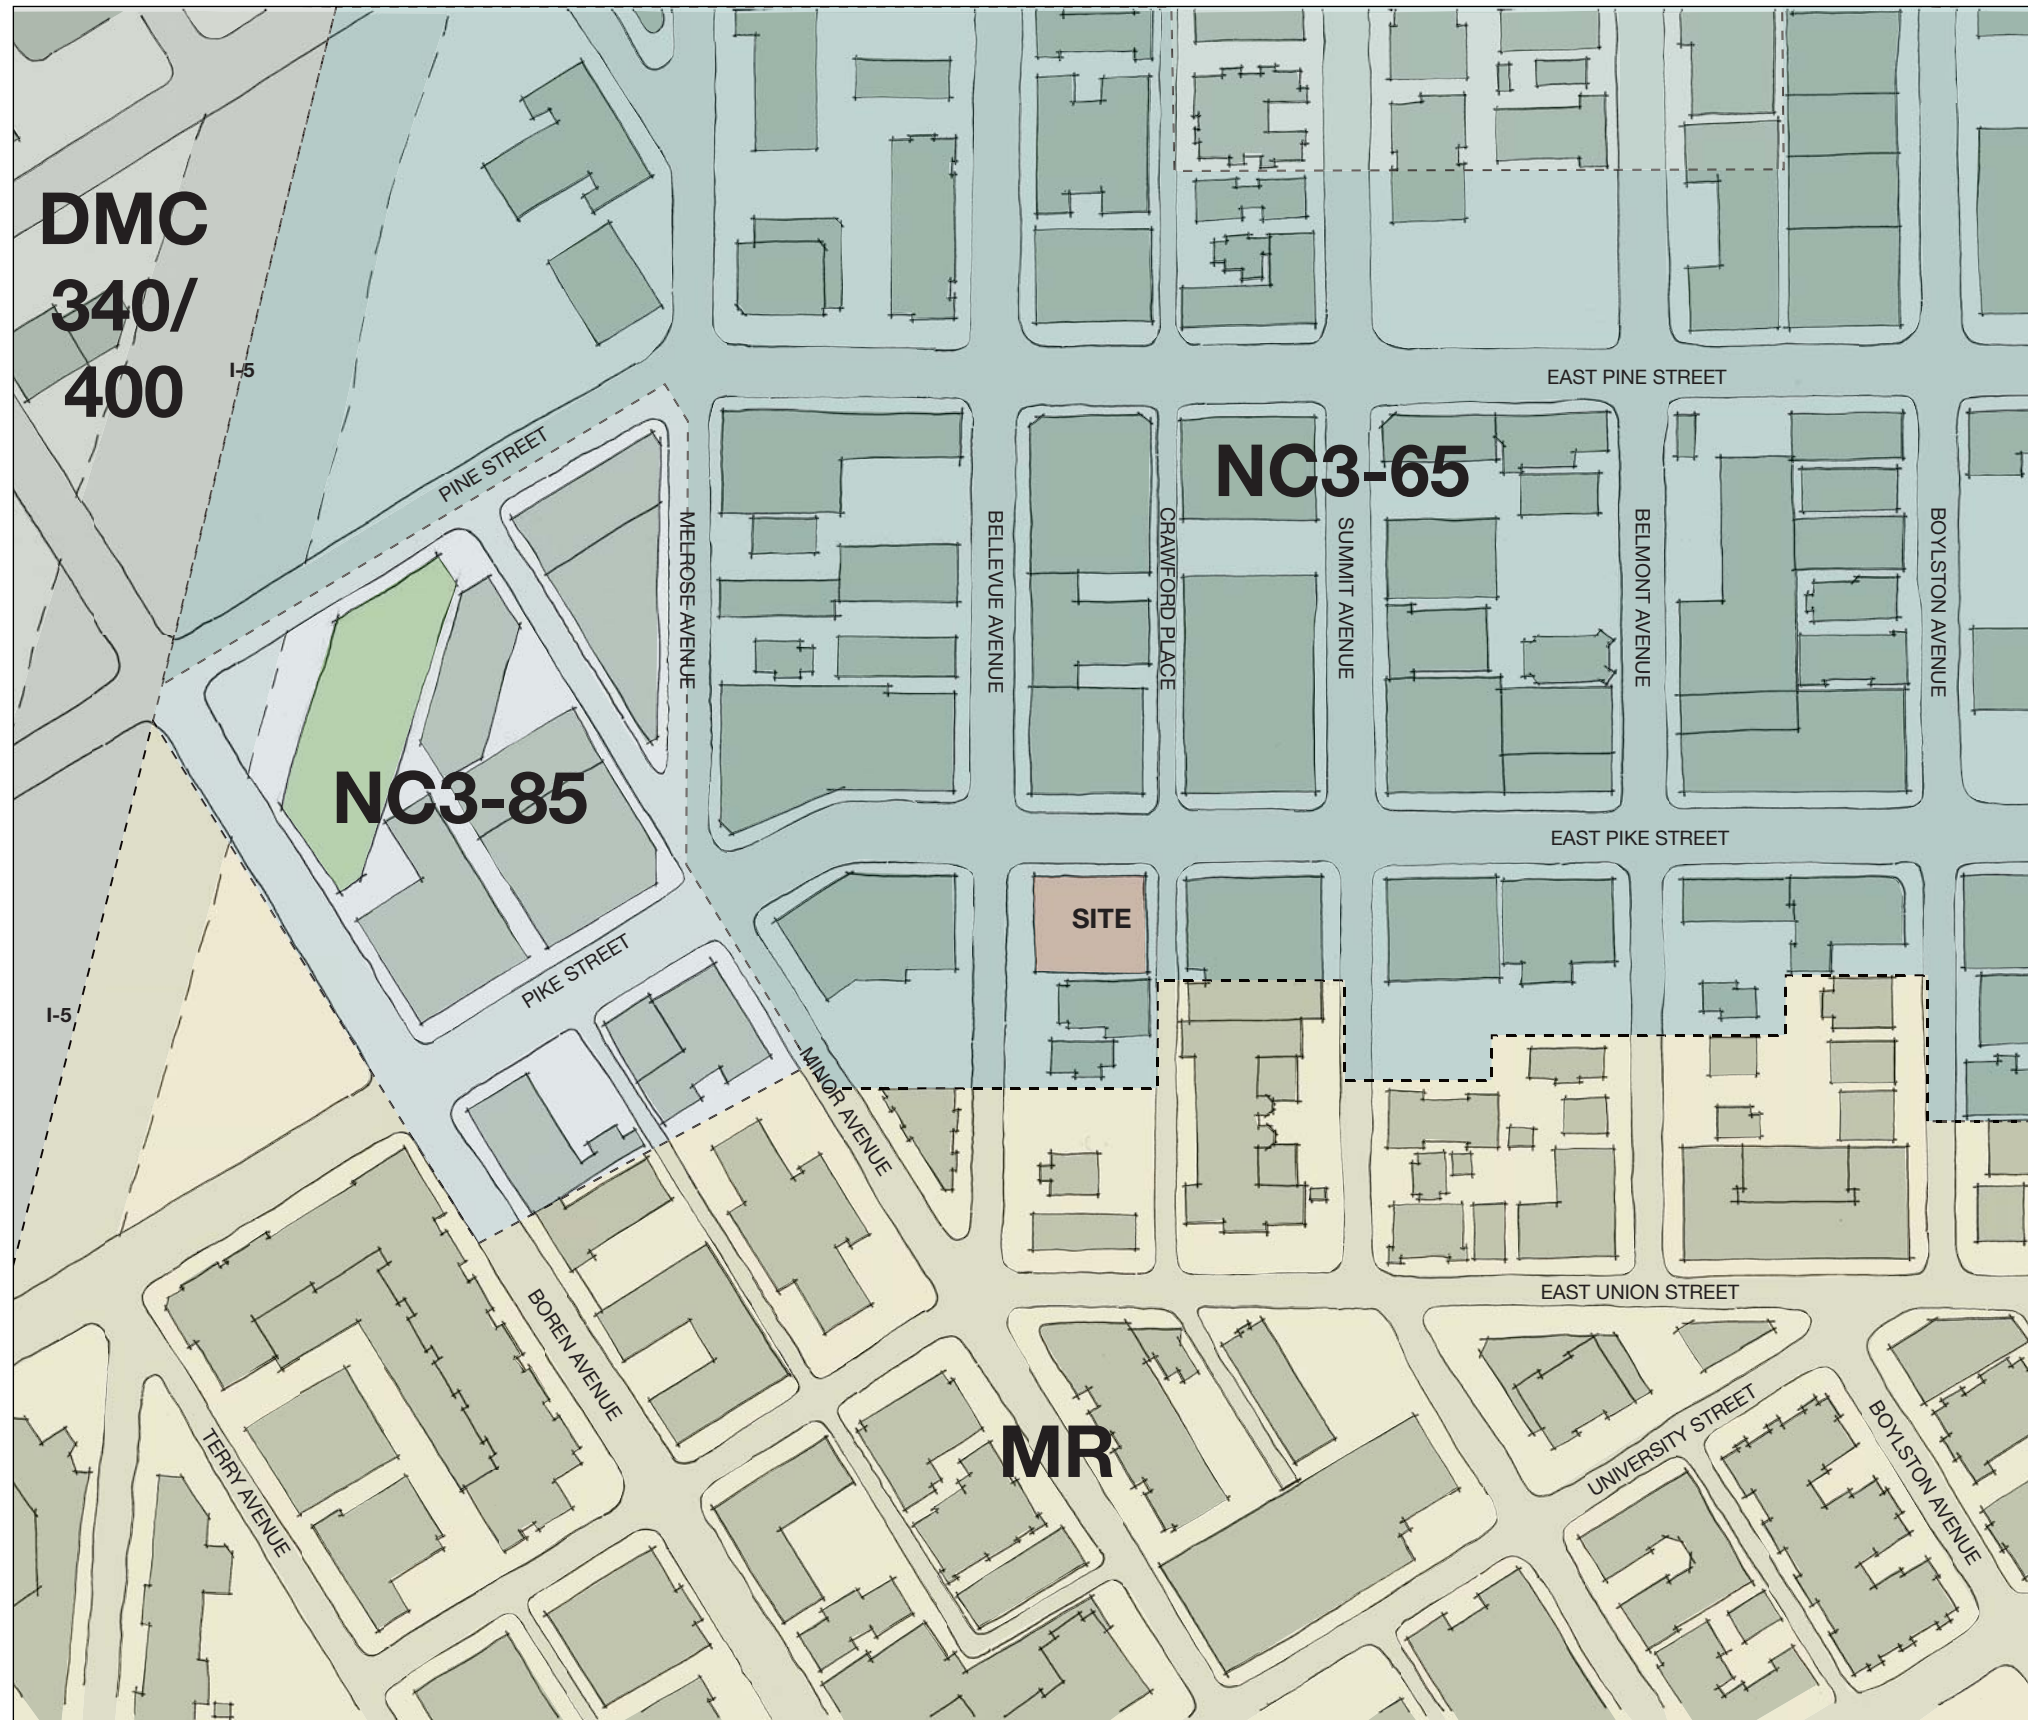 DMC
340/
400
I-5
EAST PINE STREET
PINE STREET
NC3-65
MELROSE AVENUE
BELLEVUE AVENUE
CRAWFORD PLACE
SUMMIT AVENUE
BELMONT AVENUE
BOYLSTON AVENUE
NC3-85
EAST PIKE STREET
SITE
PIKE STREET
I-5
MINOR AVENUE
EAST UNION STREET
BOREN AVENUE
TERRY AVENUE
MR
UNIVERSITY STREET
BOYLSTON AVENUE